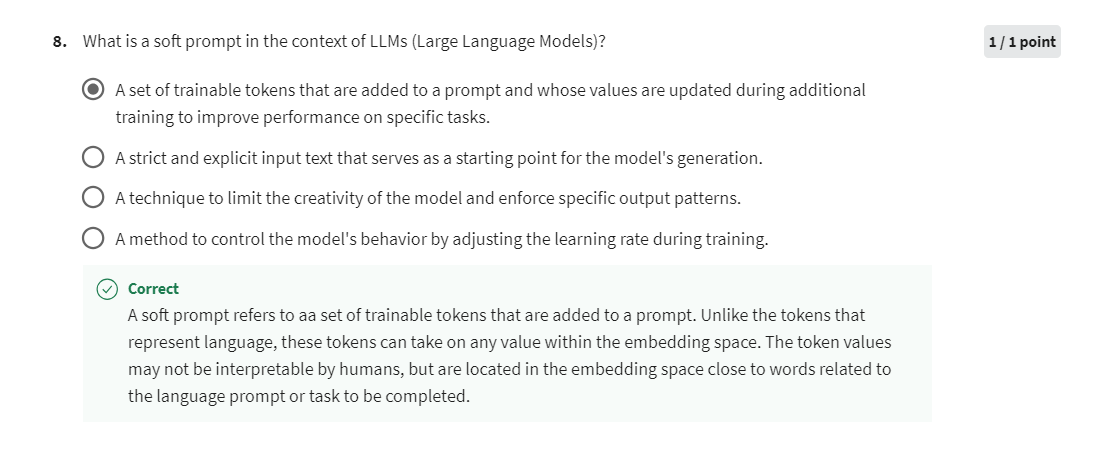 8. What is a soft prompt in the context of LLMs (Large Language Models)?
1 / 1 point
A set of trainable tokens that are added to a prompt and whose values are updated during additional
training to improve performance on specific tasks.
A strict and explicit input text that serves as a starting point for the model's generation.
A technique to limit the creativity of the model and enforce specific output patterns.
A method to control the model's behavior by adjusting the learning rate during training.
Correct
A soft prompt refers to aa set of trainable tokens that are added to a prompt. Unlike the tokens that
represent language, these tokens can take on any value within the embedding space. The token values
may not be interpretable by humans, but are located in the embedding space close to words related to
the language prompt or task to be completed.